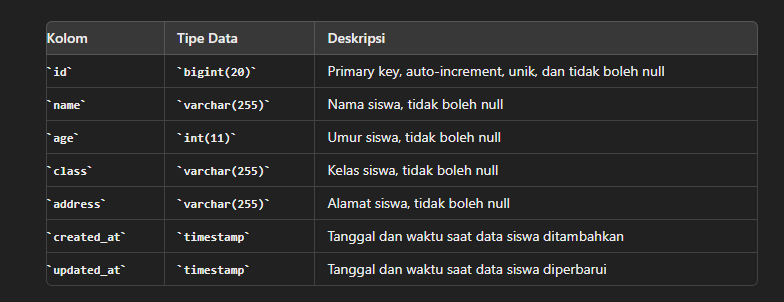 Kolom Tipe Data Deskripsi
`id` `bigint(20)` Primary key, auto-increment, unik, dan tidak boleh null
`name` `varchar(255)` Nama siswa, tidak boleh null
`age` `int(11)` Umur siswa, tidak boleh null
`class` `varchar(255)` Kelas siswa, tidak boleh null
`address` `varchar(255)` Alamat siswa, tidak boleh null
`created_at` `timestamp` Tanggal dan waktu saat data siswa ditambahkan
`updated_at` `timestamp` Tanggal dan waktu saat data siswa diperbarui